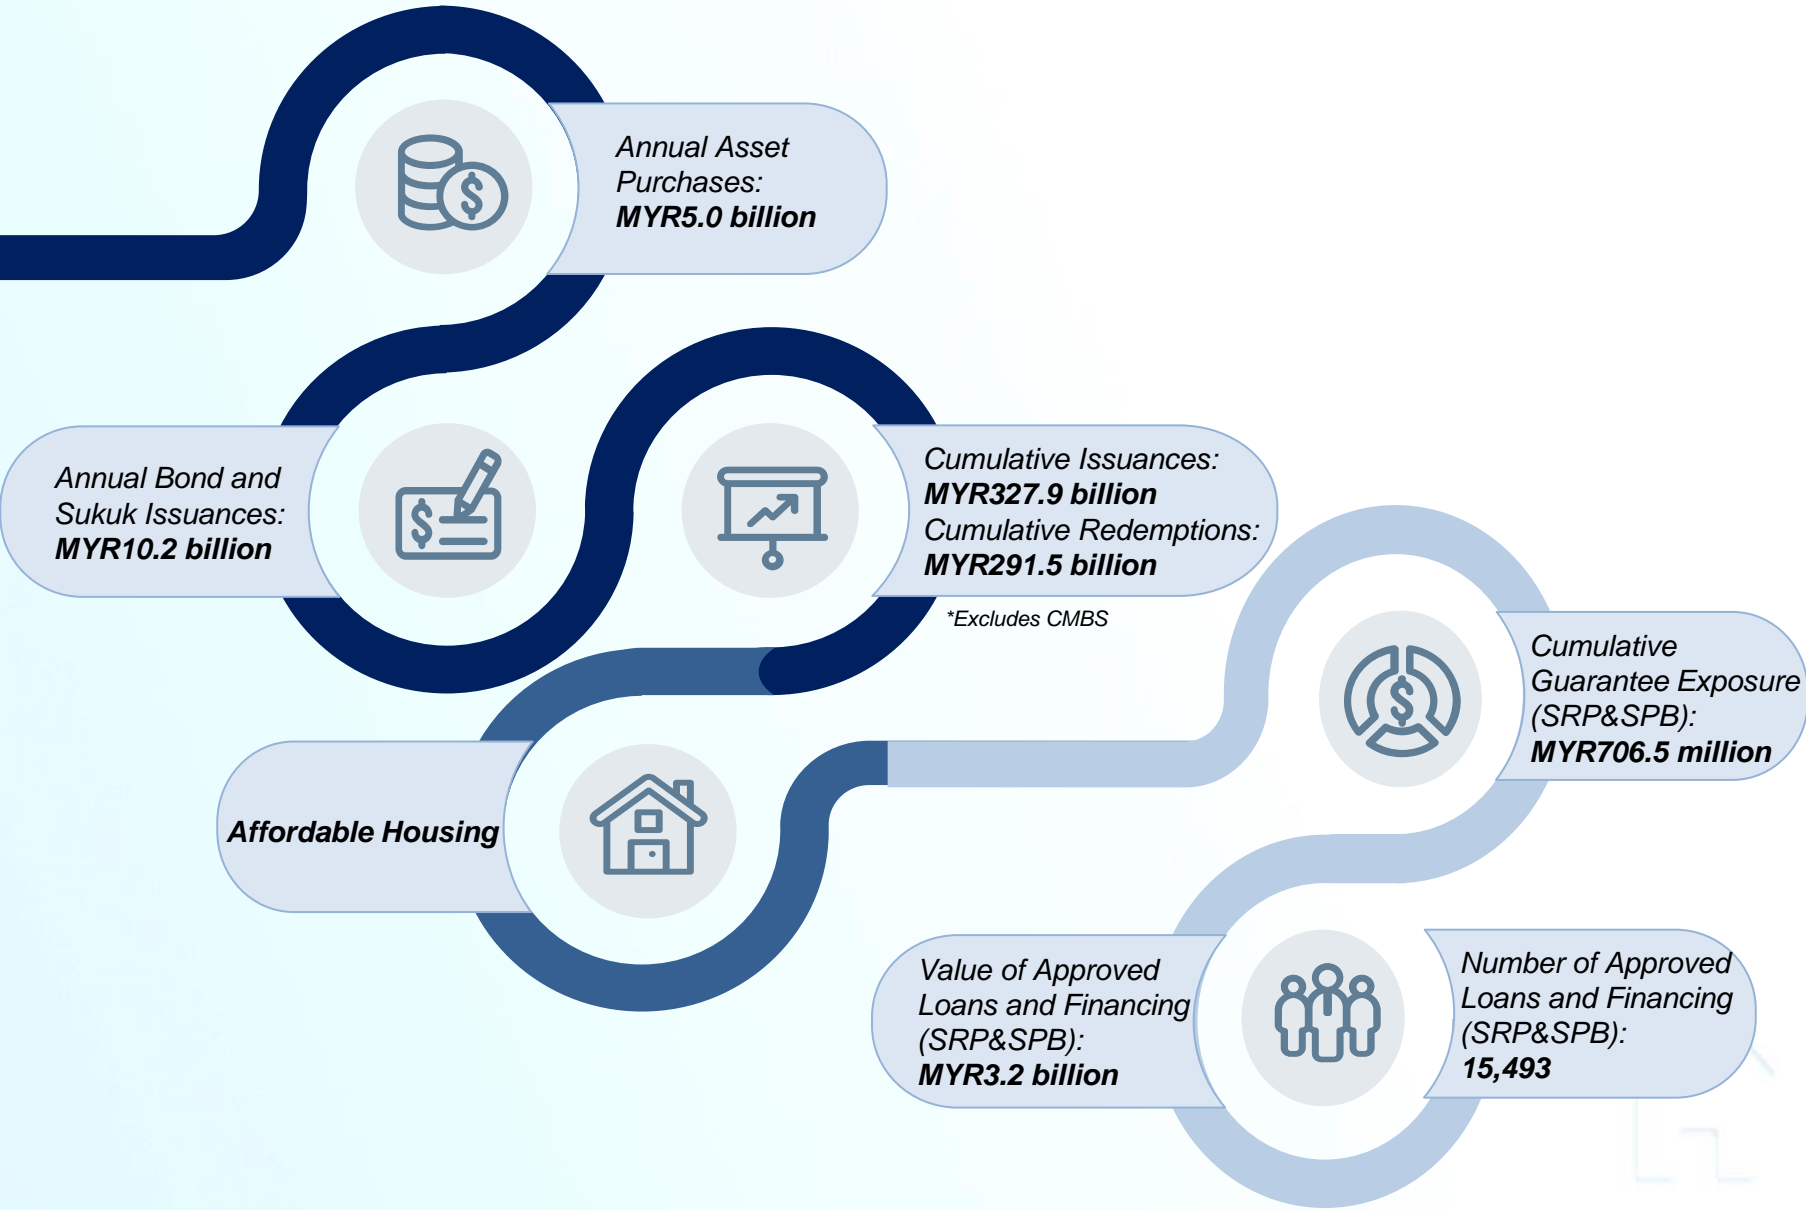 Annual Asset
Purchases:
MYR5.0 billion
Annual Bond and
Sukuk Issuances:
MYR10.2 billion
Cumulative Issuances:
MYR327.9 billion
Cumulative Redemptions:
MYR291.5 billion
*Excludes CMBS
Affordable Housing
Cumulative
Guarantee Exposure
(SRP&SPB):
MYR706.5 million
Value of Approved
Loans and Financing
(SRP&SPB):
MYR3.2 billion
Number of Approved
Loans and Financing
(SRP&SPB):
15,493